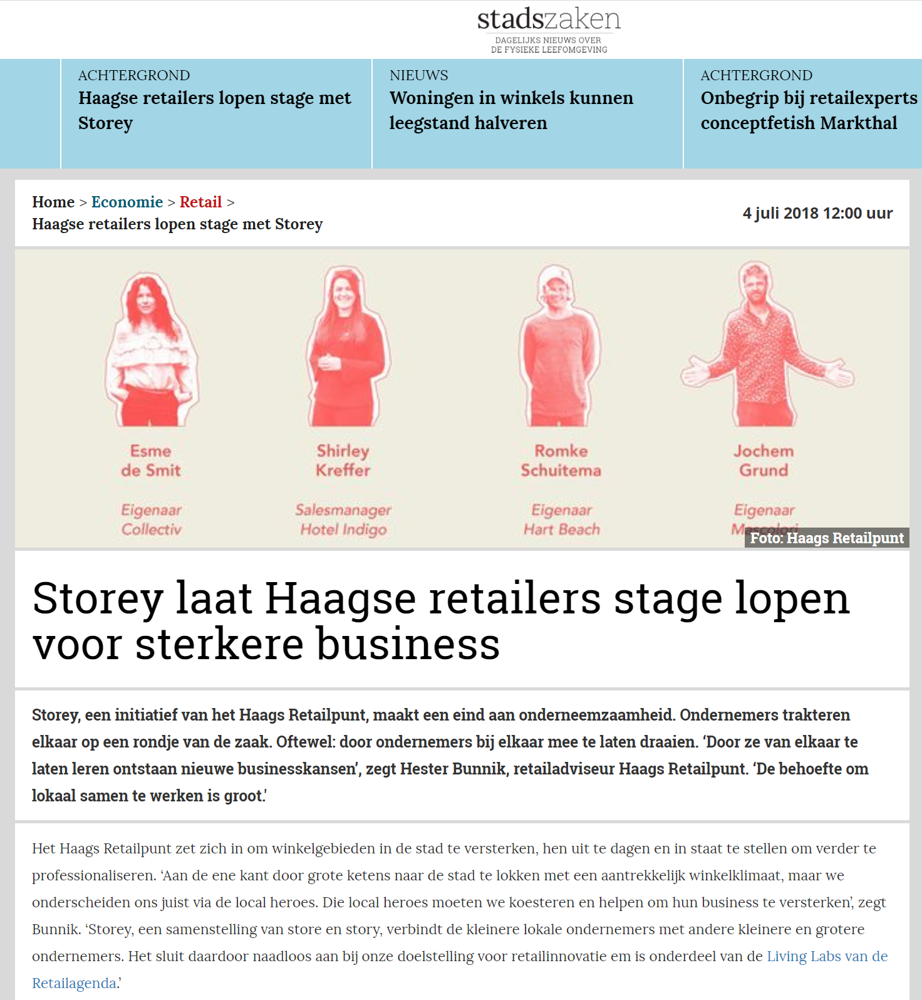 stadszaken
DAGELIJKS NIEUWS OVER
DE FYSIEKE LEEFOMGEVING
ACHTERGROND
Haagse retailers lopen stage met
Storey
NIEUWS
Woningen in winkels kunnen
leegstand halveren
ACHTERGROND
Onbegrip bij retailexperts
conceptfetish Markthal
Home > Economie > Retail >
Haagse retailers lopen stage met Storey
4 juli 2018 12:00 uur
Esme
de Smit
Eigenaar
Collectiv
Shirley
Kreffer
Salesmanager
Hotel Indigo
Romke
Schuitema
Eigenaar
Hart Beach
Jochem
Grund
Eigenaar
Mascolori
Foto: Haags Retailpunt
Storey laat Haagse retailers stage lopen
voor sterkere business
Storey, een initiatief van het Haags Retailpunt, maakt een eind aan onderneemzaamheid. Ondernemers trakteren
elkaar op een rondje van de zaak. Oftewel: door ondernemers bij elkaar mee te laten draaien. ‘Door ze van elkaar te
laten leren ontstaan nieuwe businesskansen’, zegt Hester Bunnik, retailadviseur Haags Retailpunt. ‘De behoefte om
lokaal samen te werken is groot.'
Het Haags Retailpunt zet zich in om winkelgebieden in de stad te versterken, hen uit te dagen en in staat te stellen om verder te
professionaliseren. ‘Aan de ene kant door grote ketens naar de stad te lokken met een aantrekkelijk winkelklimaat, maar we
onderscheiden ons juist via de local heroes. Die local heroes moeten we koesteren en helpen om hun business te versterken’, zegt
Bunnik. ‘Storey, een samenstelling van store en story, verbindt de kleinere lokale ondernemers met andere kleinere en grotere
ondernemers. Het sluit daardoor naadloos aan bij onze doelstelling voor retailinnovatie em is onderdeel van de Living Labs van de
Retailagenda.’